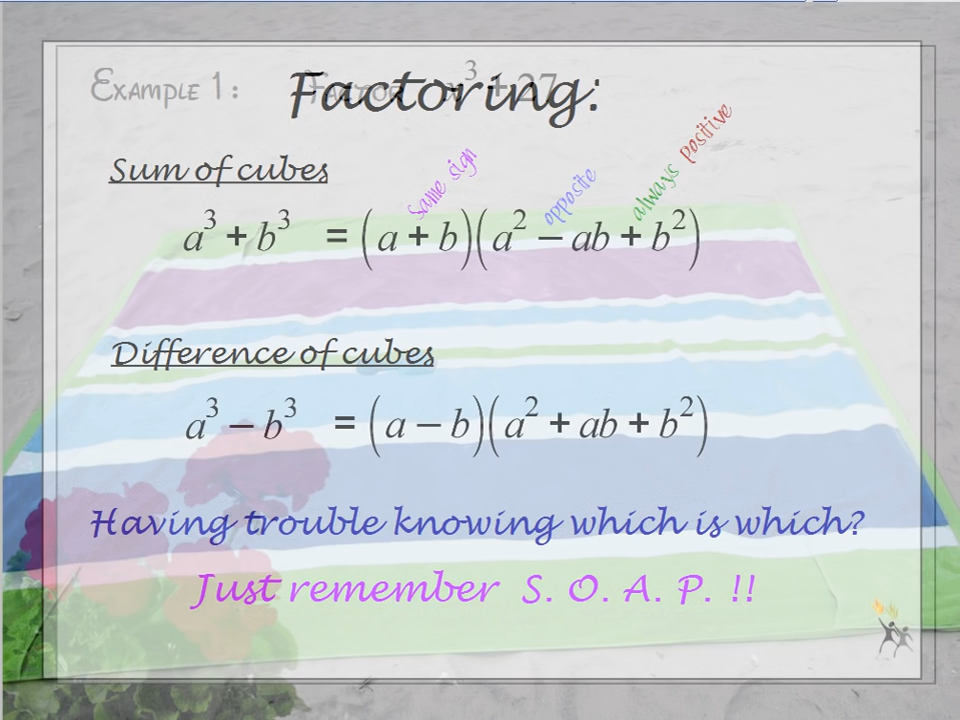 Example 1:
Factoring:
Same sign
opposite
always positive
Sum of cubes
a³ + b³ = (a + b)(a² − ab + b²)
Difference of cubes
a³ − b³ = (a − b)(a² + ab + b²)
Having trouble knowing which is which?
Just remember S. O. A. P. !!